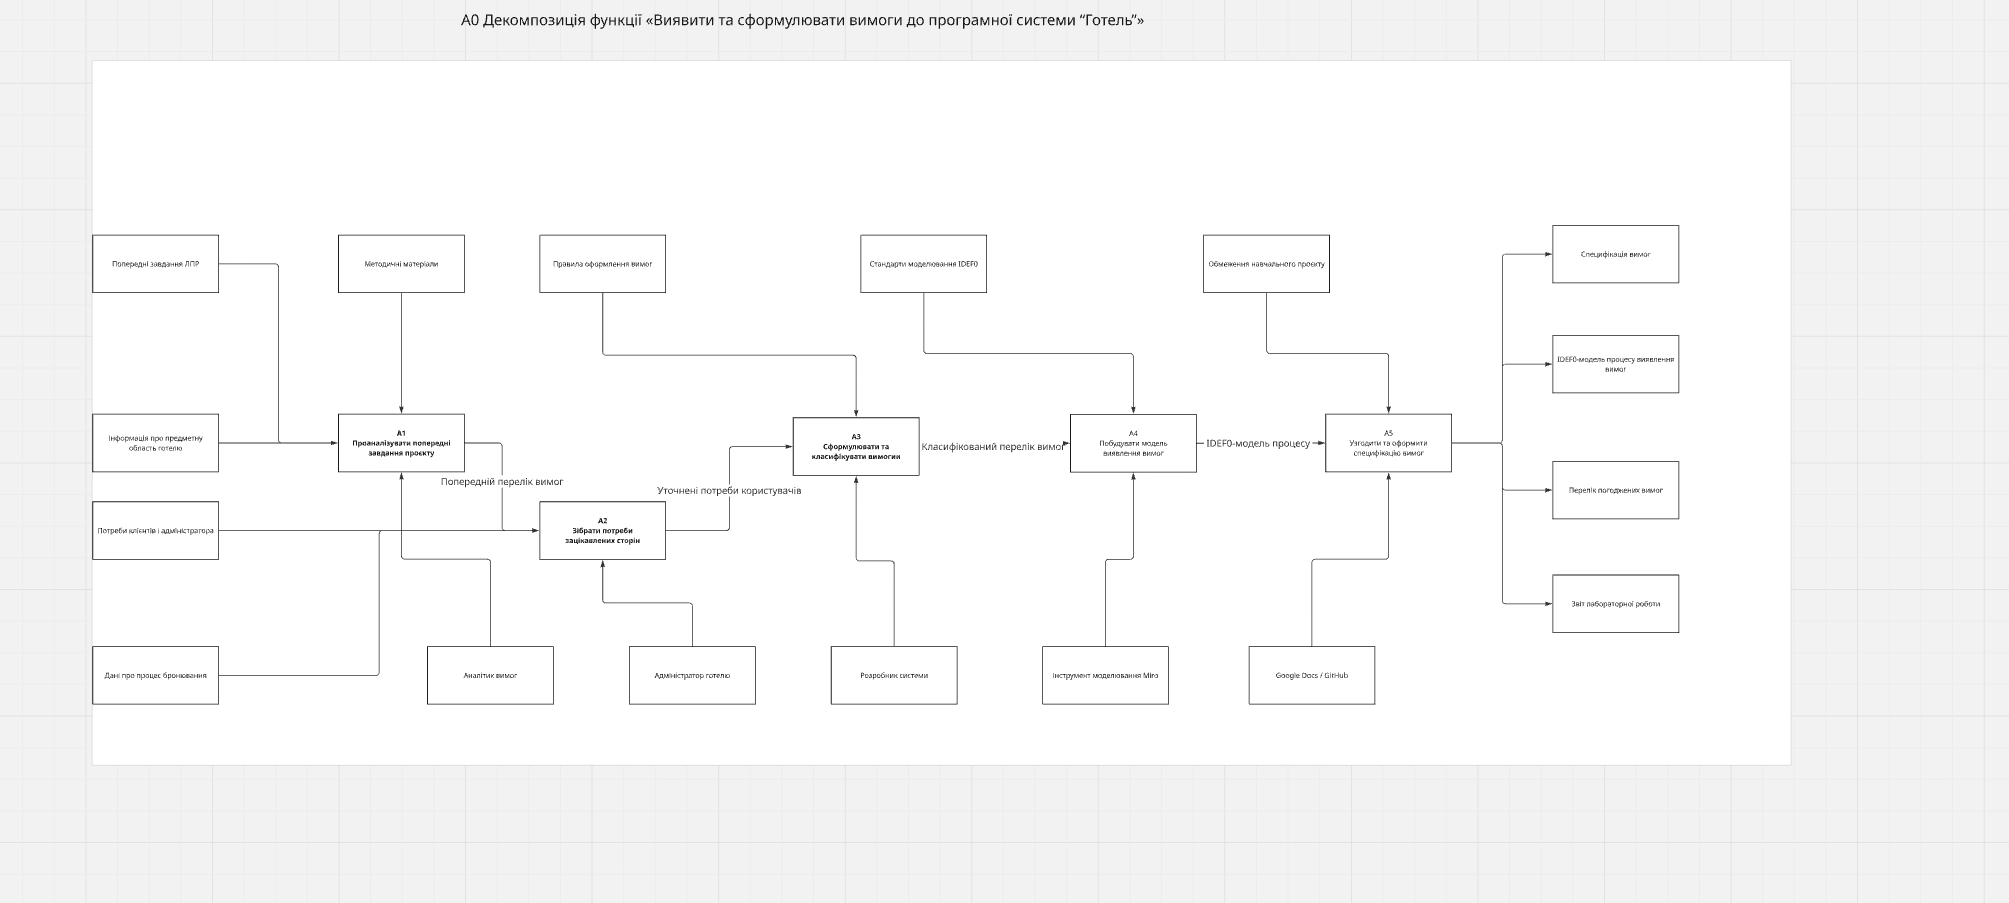 А0 Декомпозиція функції «Виявити та сформулювати вимоги до програмної системи “Готель”»
Попередні завдання ЛПР
Методичні матеріали
Правила оформлення вимог
Стандарти моделювання IDEF0
Обмеження навчального проєкту
Специфікація вимог
IDEF0-модель процесу виявлення
вимог
Інформація про предметну
область готелю
А1
Проаналізувати попередні
завдання проєкту
Попередній перелік вимог
Потреби клієнтів і адміністратора
А2
Зібрати потреби
зацікавлених сторін
Уточнені потреби користувачів
А3
Сформулювати та
класифікувати вимогии
Класифікований перелік вимог
А4
Побудувати модель
виявлення вимог
IDEF0-модель процесу
А5
Узгодити та оформити
специфікацію вимог
Перелік погоджених вимог
Звіт лабораторної роботи
Дані про процес бронювання
Аналітик вимог
Адміністратор готелю
Розробник системи
Інструмент моделювання Miro
Google Docs / GitHub